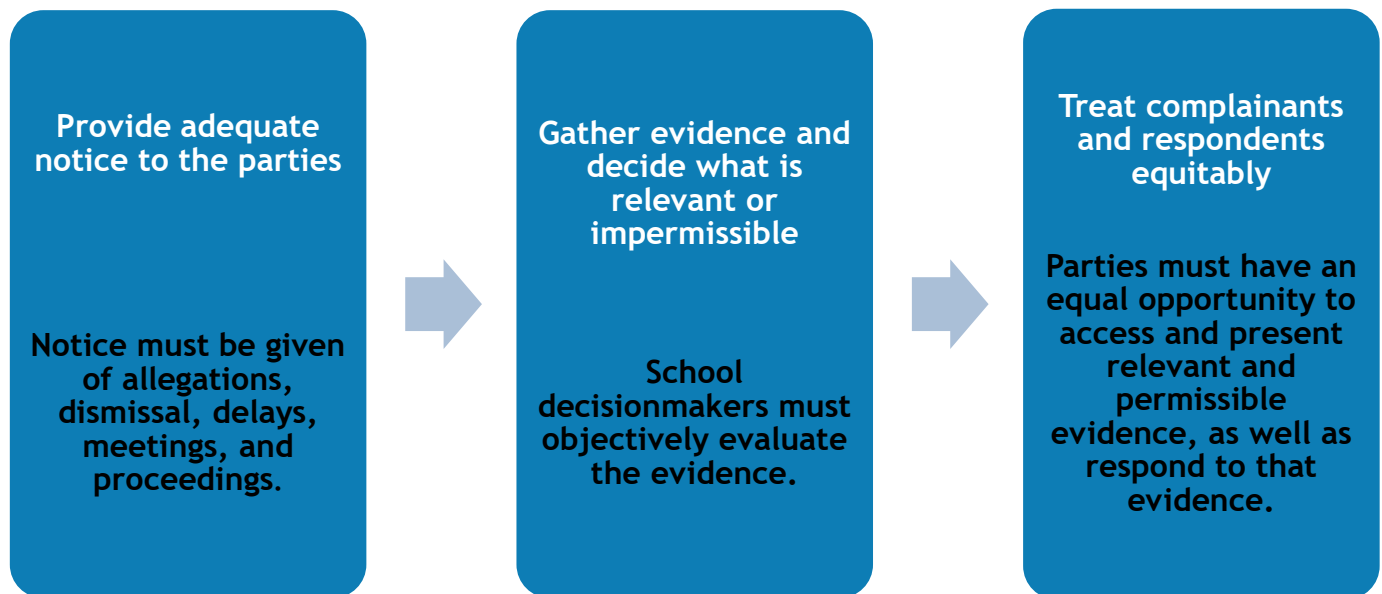 Provide adequate
notice to the parties
Notice must be given
of allegations,
dismissal, delays,
meetings, and
proceedings.
Gather evidence and
decide what is
relevant or
impermissible
School
decisionmakers must
objectively evaluate
the evidence.
Treat complainants
and respondents
equitably
Parties must have an
equal opportunity to
access and present
relevant and
permissible
evidence, as well as
respond to that
evidence.